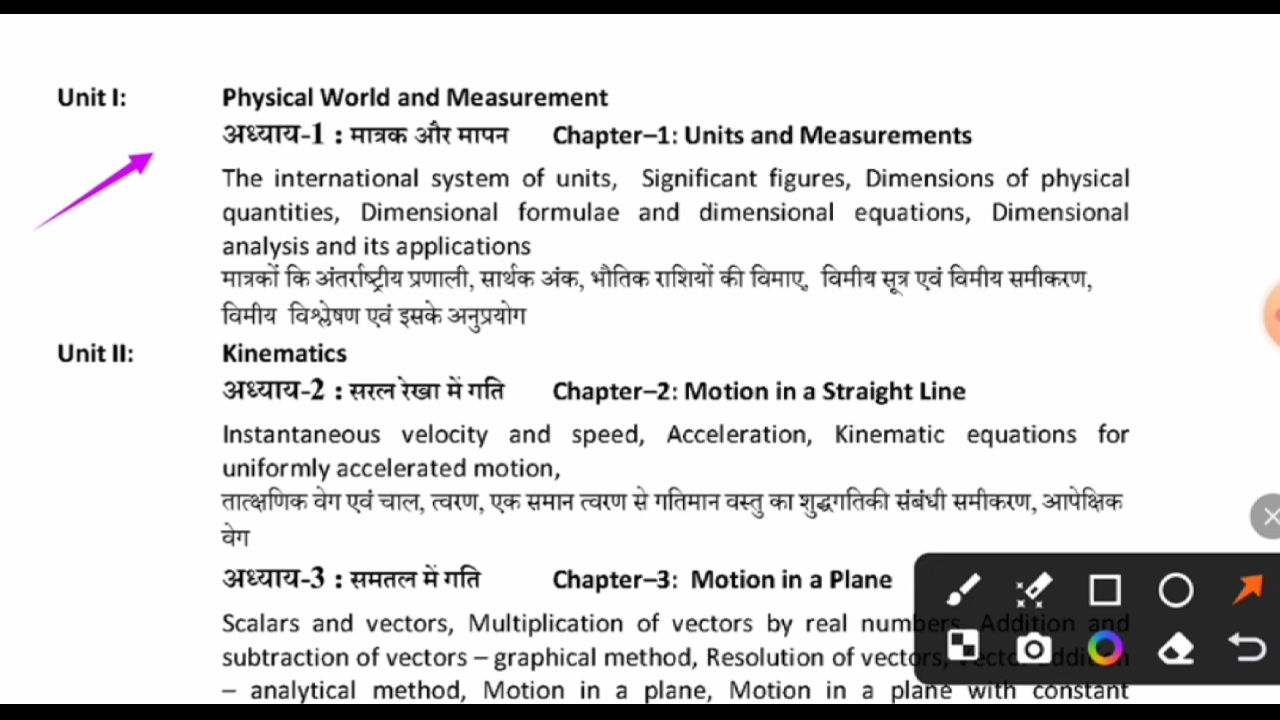 Unit I: Physical World and Measurement
अध्याय-1 : मात्रक और मापन Chapter–1: Units and Measurements
The international system of units, Significant figures, Dimensions of physical
quantities, Dimensional formulae and dimensional equations, Dimensional
analysis and its applications
मात्रकों कि अंतर्राष्ट्रीय प्रणाली, सार्थक अंक, भौतिक राशियों की विमाए, विमीय सूत्र एवं विमीय समीकरण,
विमीय विश्लेषण एवं इसके अनुप्रयोग
Unit II: Kinematics
अध्याय-2 : सरल रेखा में गति Chapter–2: Motion in a Straight Line
Instantaneous velocity and speed, Acceleration, Kinematic equations for
uniformly accelerated motion,
तात्क्षणिक वेग एवं चाल, त्वरण, एक समान त्वरण से गतिमान वस्तु का शुद्धगतिकी संबंधी समीकरण, आपेक्षिक
वेग
अध्याय-3 : समतल में गति Chapter–3: Motion in a Plane
Scalars and vectors, Multiplication of vectors by real numbers, Addition and
subtraction of vectors – graphical method, Resolution of vectors, Vector addition
– analytical method, Motion in a plane, Motion in a plane with constant